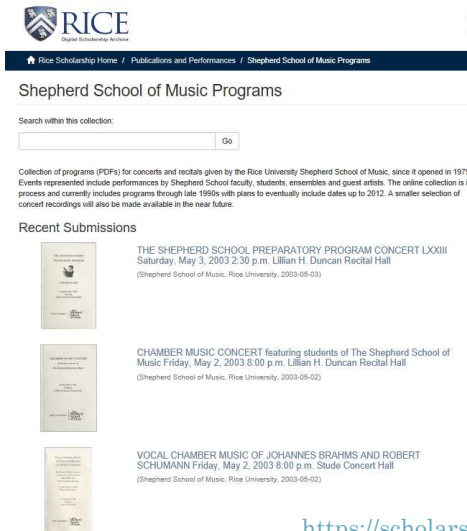 RICE
Digital Scholarship Archive
Rice Scholarship Home / Publications and Performances / Shepherd School of Music Programs
Shepherd School of Music Programs
Search within this collection:
Go
Collection of programs (PDFs) for concerts and recitals given by the Rice University Shepherd School of Music, since it opened in 1975
Events represented include performances by Shepherd School faculty, students, ensembles and guest artists. The online collection is i
process and currently includes programs through late 1990s with plans to eventually include dates up to 2012. A smaller selection of
concert recordings will also be made available in the near future.
Recent Submissions
THE SHEPHERD SCHOOL PREPARATORY PROGRAM CONCERT LXXIII
Saturday, May 3, 2003 2:30 p.m. Lillian H. Duncan Recital Hall
(Shepherd School of Music, Rice University, 2003-05-03)
CHAMBER MUSIC CONCERT featuring students of The Shepherd School of
Music Friday, May 2, 2003 8:00 p.m. Lillian H. Duncan Recital Hall
(Shepherd School of Music, Rice University, 2003-05-02)
VOCAL CHAMBER MUSIC OF JOHANNES BRAHMS AND ROBERT
SCHUMANN Friday, May 2, 2003 8:00 p.m. Stude Concert Hall
(Shepherd School of Music, Rice University, 2003-05-02)
https://scholars